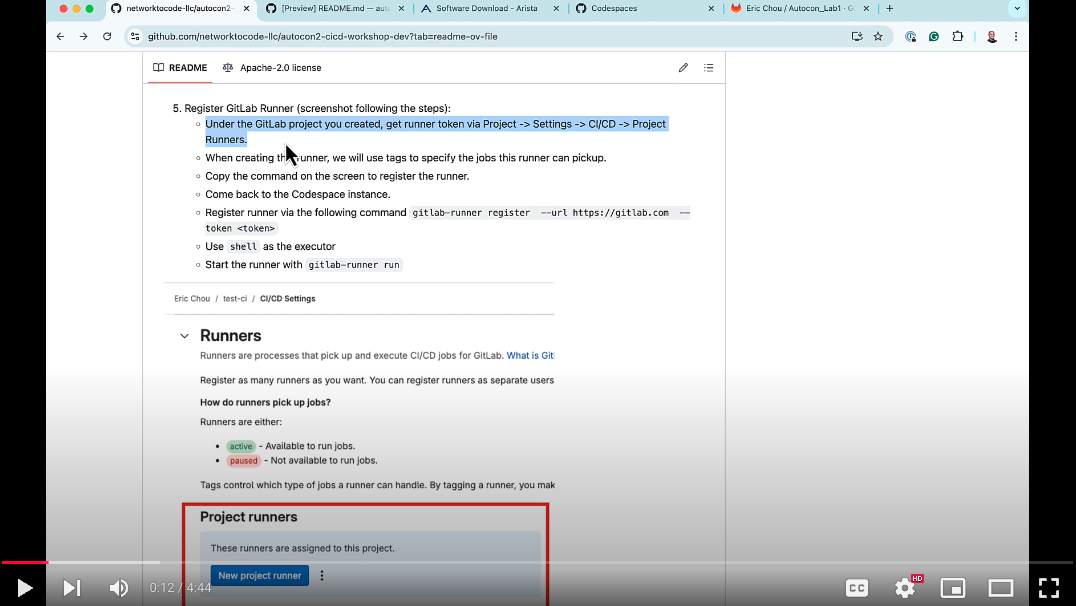 networktocode-llc/autocon2-
[Preview] README.md — auto
Software Download - Arista
Codespaces
Eric Chou / Autocon_Lab1 · G
github.com/networktocode-llc/autocon2-cicd-workshop-dev?tab=readme-ov-file
README
Apache-2.0 license
5. Register GitLab Runner (screenshot following the steps):
Under the GitLab project you created, get runner token via Project -> Settings -> CI/CD -> Project
Runners.
When creating the runner, we will use tags to specify the jobs this runner can pickup.
Copy the command on the screen to register the runner.
Come back to the Codespace instance.
Register runner via the following command gitlab-runner register --url https://gitlab.com --
token <token>
Use shell as the executor
Start the runner with gitlab-runner run
Eric Chou / test-ci / CI/CD Settings
Runners
Runners are processes that pick up and execute CI/CD jobs for GitLab. What is Git
Register as many runners as you want. You can register runners as separate users
How do runners pick up jobs?
Runners are either:
active - Available to run jobs.
paused - Not available to run jobs.
Tags control which type of jobs a runner can handle. By tagging a runner, you mak
Project runners
These runners are assigned to this project.
New project runner
0:12 / 4:44
CC
HD